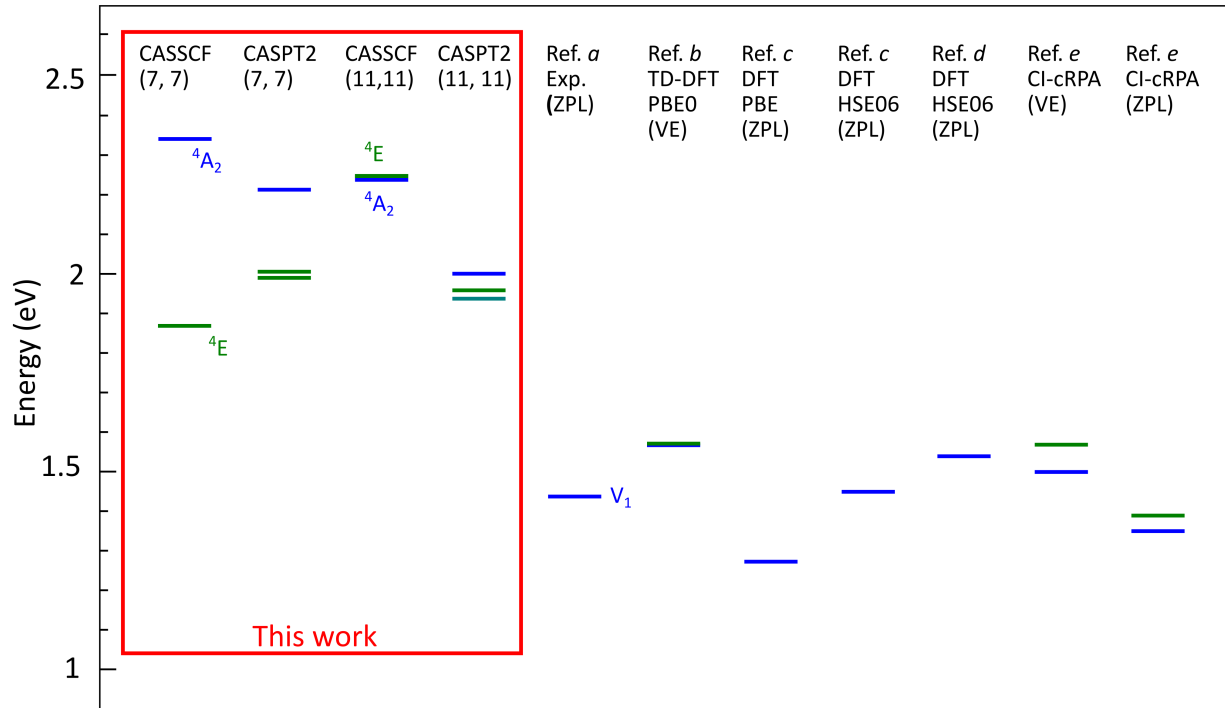 CASSCF
(7, 7)
CASPT2
(7, 7)
CASSCF
(11,11)
CASPT2
(11, 11)
Ref. a
Exp.
(ZPL)
Ref. b
TD-DFT
PBE0
(VE)
Ref. c
DFT
PBE
(ZPL)
Ref. c
DFT
HSE06
(ZPL)
Ref. d
DFT
HSE06
(ZPL)
Ref. e
CI-cRPA
(VE)
Ref. e
CI-cRPA
(ZPL)
2.5
2
1.5
1
Energy (eV)
⁴A₂
⁴E
⁴E
⁴A₂
V₁
This work